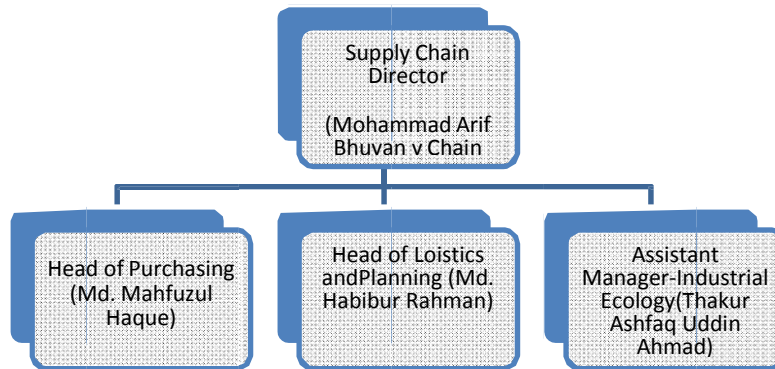 Supply Chain
Director
(Mohammad Arif
Bhuvan v Chain
Head of Purchasing
(Md. Mahfuzul
Haque)
Head of Loistics
andPlanning (Md.
Habibur Rahman)
Assistant
Manager-Industrial
Ecology(Thakur
Ashfaq Uddin
Ahmad)